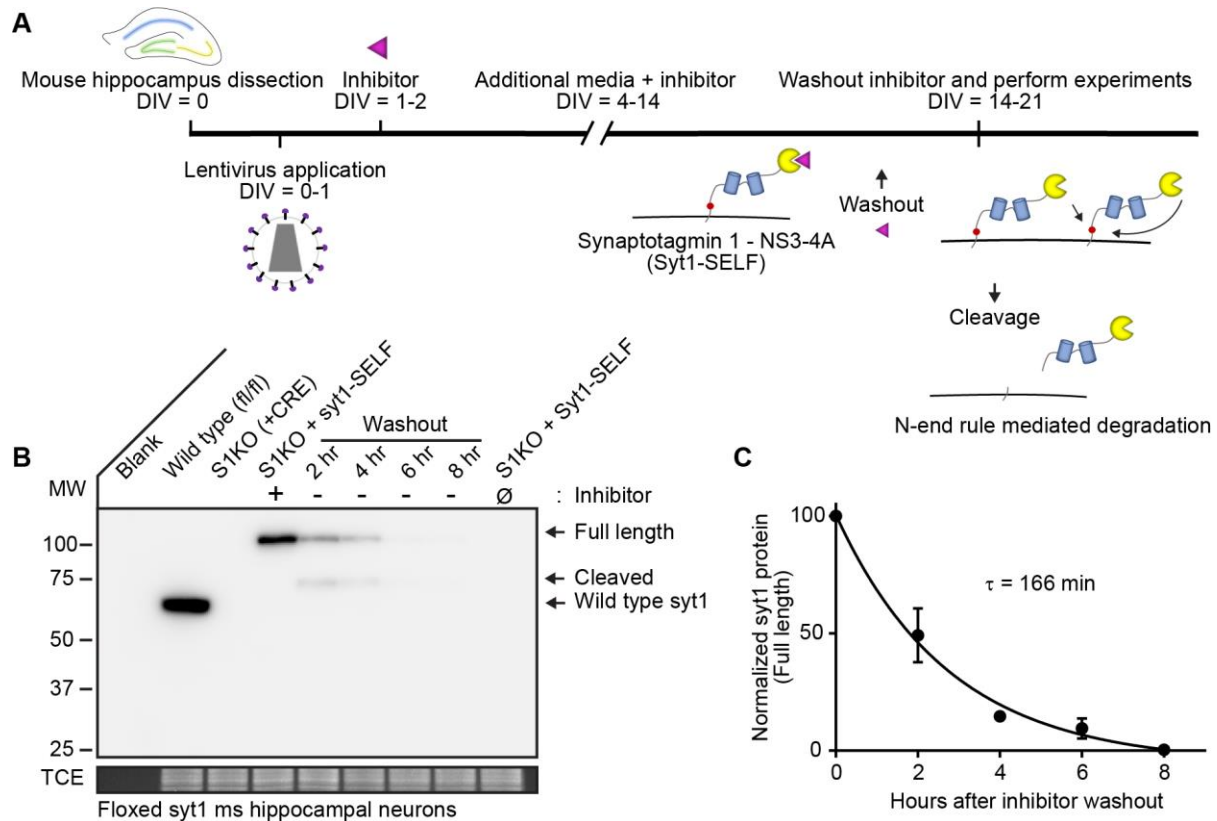 A
Mouse hippocampus dissection
DIV = 0
Inhibitor
DIV = 1-2
Additional media + inhibitor
DIV = 4-14
Washout inhibitor and perform experiments
DIV = 14-21
Lentivirus application
DIV = 0-1
Synaptotagmin 1 - NS3-4A
(Syt1-SELF)
Washout
Cleavage
N-end rule mediated degradation
B
Blank
Wild type (fl/fl)
S1KO (+CRE)
S1KO + syt1-SELF
Washout
2 hr
4 hr
6 hr
8 hr
S1KO + Syt1-SELF
MW
+ - - - - Ø : Inhibitor
100
75
50
37
25
Full length
Cleaved
Wild type syt1
TCE
Floxed syt1 ms hippocampal neurons
C
Normalized syt1 protein
(Full length)
100
50
0
τ = 166 min
0 2 4 6 8
Hours after inhibitor washout